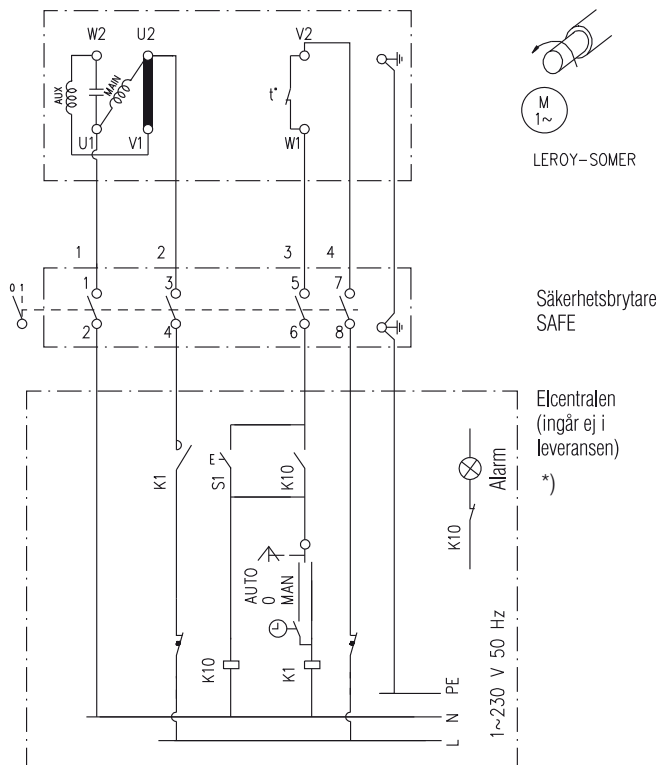 W2
U2
V2
AUX
MAIN
t°
U1
V1
W1
M
1~
LEROY-SOMER
1
2
3
4
0 1
1
3
5
7
2
4
6
8
Säkerhetsbrytare
SAFE
Elcentralen
(ingår ej i
leveransen)
*)
K1
E
S1
K10
Alarm
K10
AUTO
0
MAN
K10
K1
PE
N
L
1~230 V 50 Hz